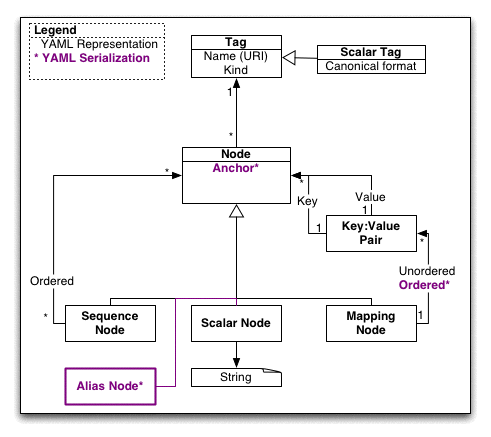 Legend
YAML Representation
* YAML Serialization
Tag
Name (URI)
Kind
Scalar Tag
Canonical format
1
*
Node
Anchor*
*
*
Key
Value
1
1
Key:Value
Pair
*
Unordered
Ordered*
Ordered
*
1
Sequence
Node
Scalar Node
Mapping
Node
Alias Node*
String